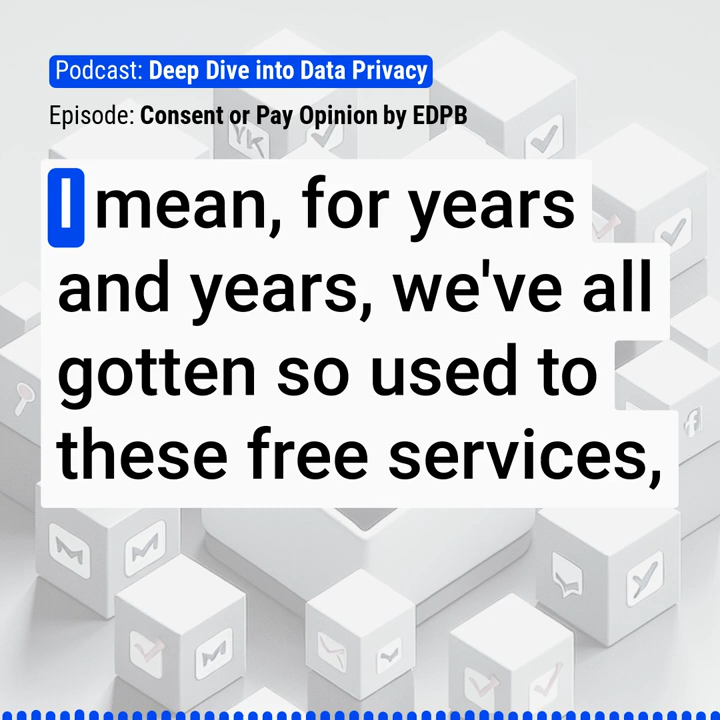 Podcast: Deep Dive into Data Privacy
Episode: Consent or Pay Opinion by EDPB
I mean, for years
and years, we've all
gotten so used to
these free services,